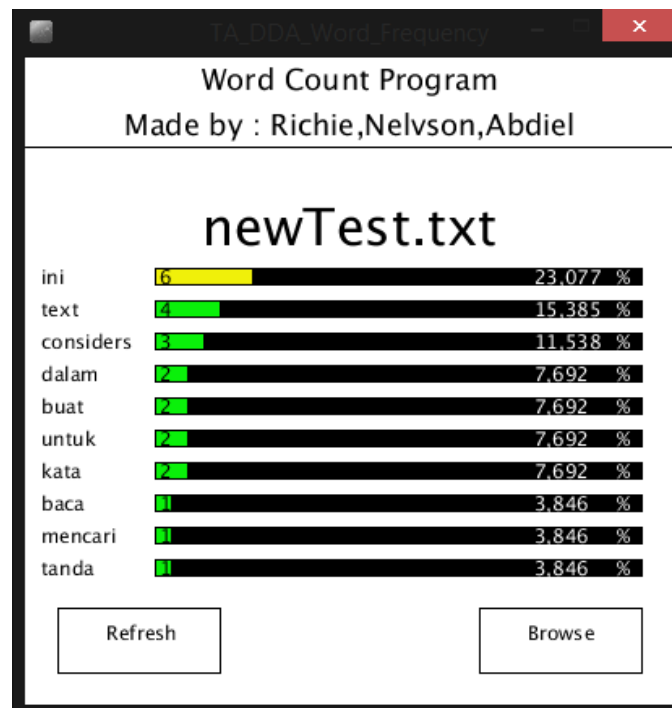 TA_DDA_Word_Frequency
Word Count Program
Made by : Richie,Nelvson,Abdiel
newTest.txt
ini 6 23,077 %
text 4 15,385 %
considers 3 11,538 %
dalam 2 7,692 %
buat 2 7,692 %
untuk 2 7,692 %
kata 2 7,692 %
baca 1 3,846 %
mencari 1 3,846 %
tanda 1 3,846 %
Refresh Browse